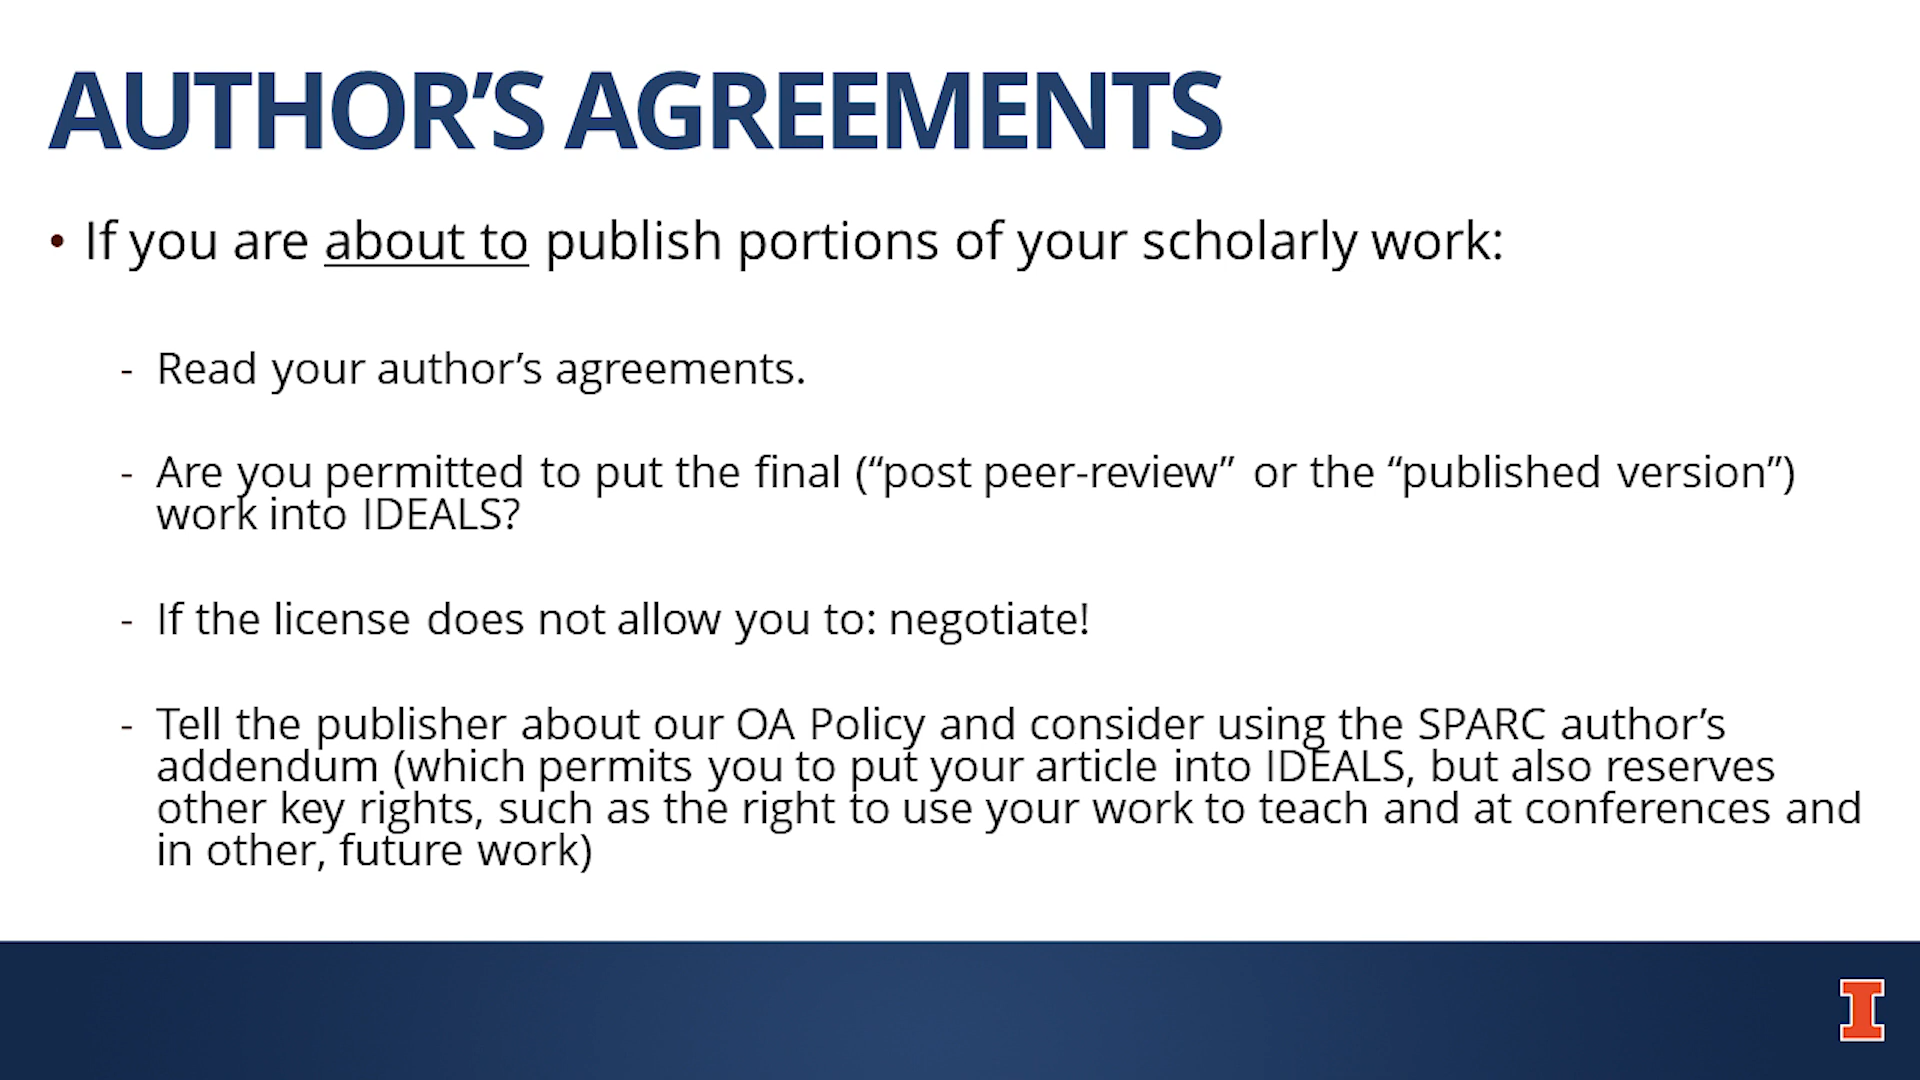 AUTHOR’S AGREEMENTS
• If you are about to publish portions of your scholarly work:
- Read your author’s agreements.
- Are you permitted to put the final (“post peer-review” or the “published version”)
work into IDEALS?
- If the license does not allow you to: negotiate!
- Tell the publisher about our OA Policy and consider using the SPARC author’s
addendum (which permits you to put your article into IDEALS, but also reserves
other key rights, such as the right to use your work to teach and at conferences and
in other, future work)
I